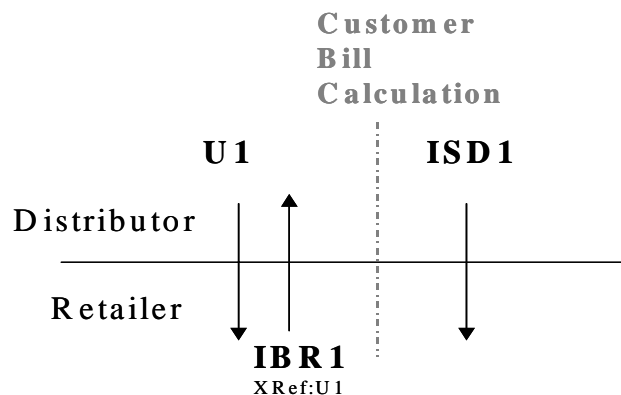 Customer
Bill
Calculation
U1
ISD1
Distributor
Retailer
IBR1
XRef:U1